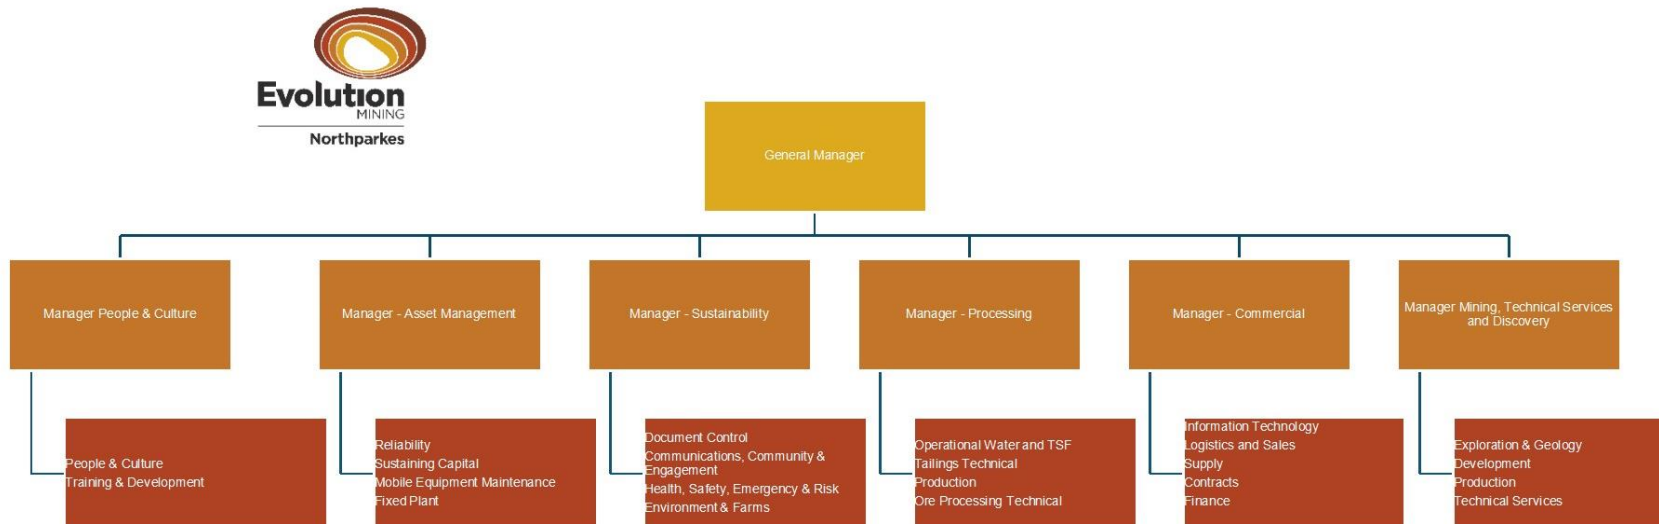 Evolution
MINING
Northparkes
General Manager
Manager People & Culture
Manager - Asset Management
Manager - Sustainability
Manager - Processing
Manager - Commercial
Manager Mining, Technical Services
and Discovery
People & Culture
Training & Development
Reliability
Sustaining Capital
Mobile Equipment Maintenance
Fixed Plant
Document Control
Communications, Community &
Engagement
Health, Safety, Emergency & Risk
Environment & Farms
Operational Water and TSF
Tailings Technical
Production
Ore Processing Technical
Information Technology
Logistics and Sales
Supply
Contracts
Finance
Exploration & Geology
Development
Production
Technical Services